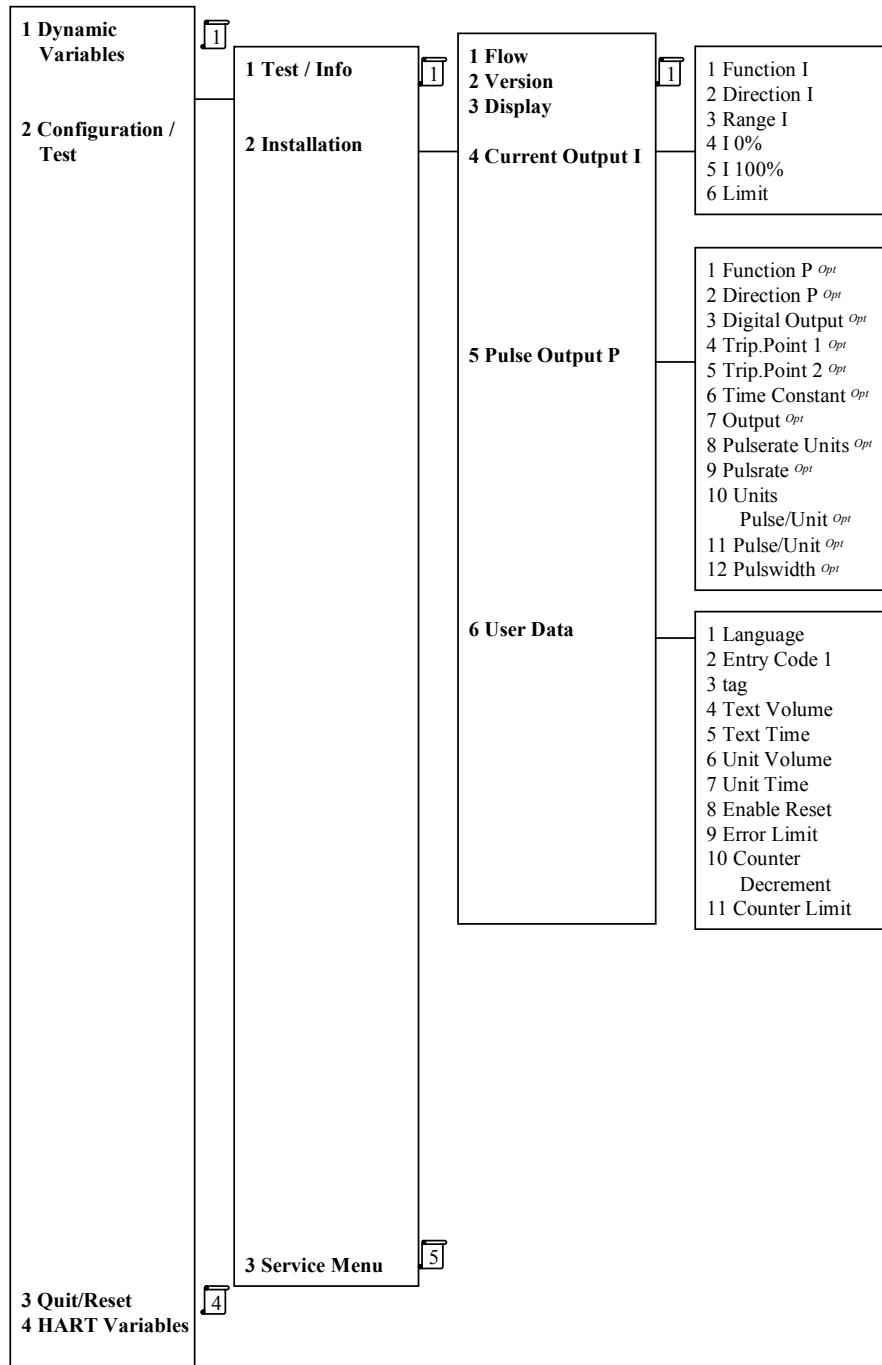 1 Dynamic
Variables
1
2 Configuration /
Test
3 Quit/Reset
4 HART Variables
4
1 Test / Info
1
2 Installation
3 Service Menu
5
1 Flow
2 Version
3 Display
1
4 Current Output I
5 Pulse Output P
6 User Data
1 Function I
2 Direction I
3 Range I
4 I 0%
5 I 100%
6 Limit
1 Function P Opt
2 Direction P Opt
3 Digital Output Opt
4 Trip.Point 1 Opt
5 Trip.Point 2 Opt
6 Time Constant Opt
7 Output Opt
8 Pulserate Units Opt
9 Pulsrate Opt
10 Units
Pulse/Unit Opt
11 Pulse/Unit Opt
12 Pulswidth Opt
1 Language
2 Entry Code 1
3 tag
4 Text Volume
5 Text Time
6 Unit Volume
7 Unit Time
8 Enable Reset
9 Error Limit
10 Counter
Decrement
11 Counter Limit